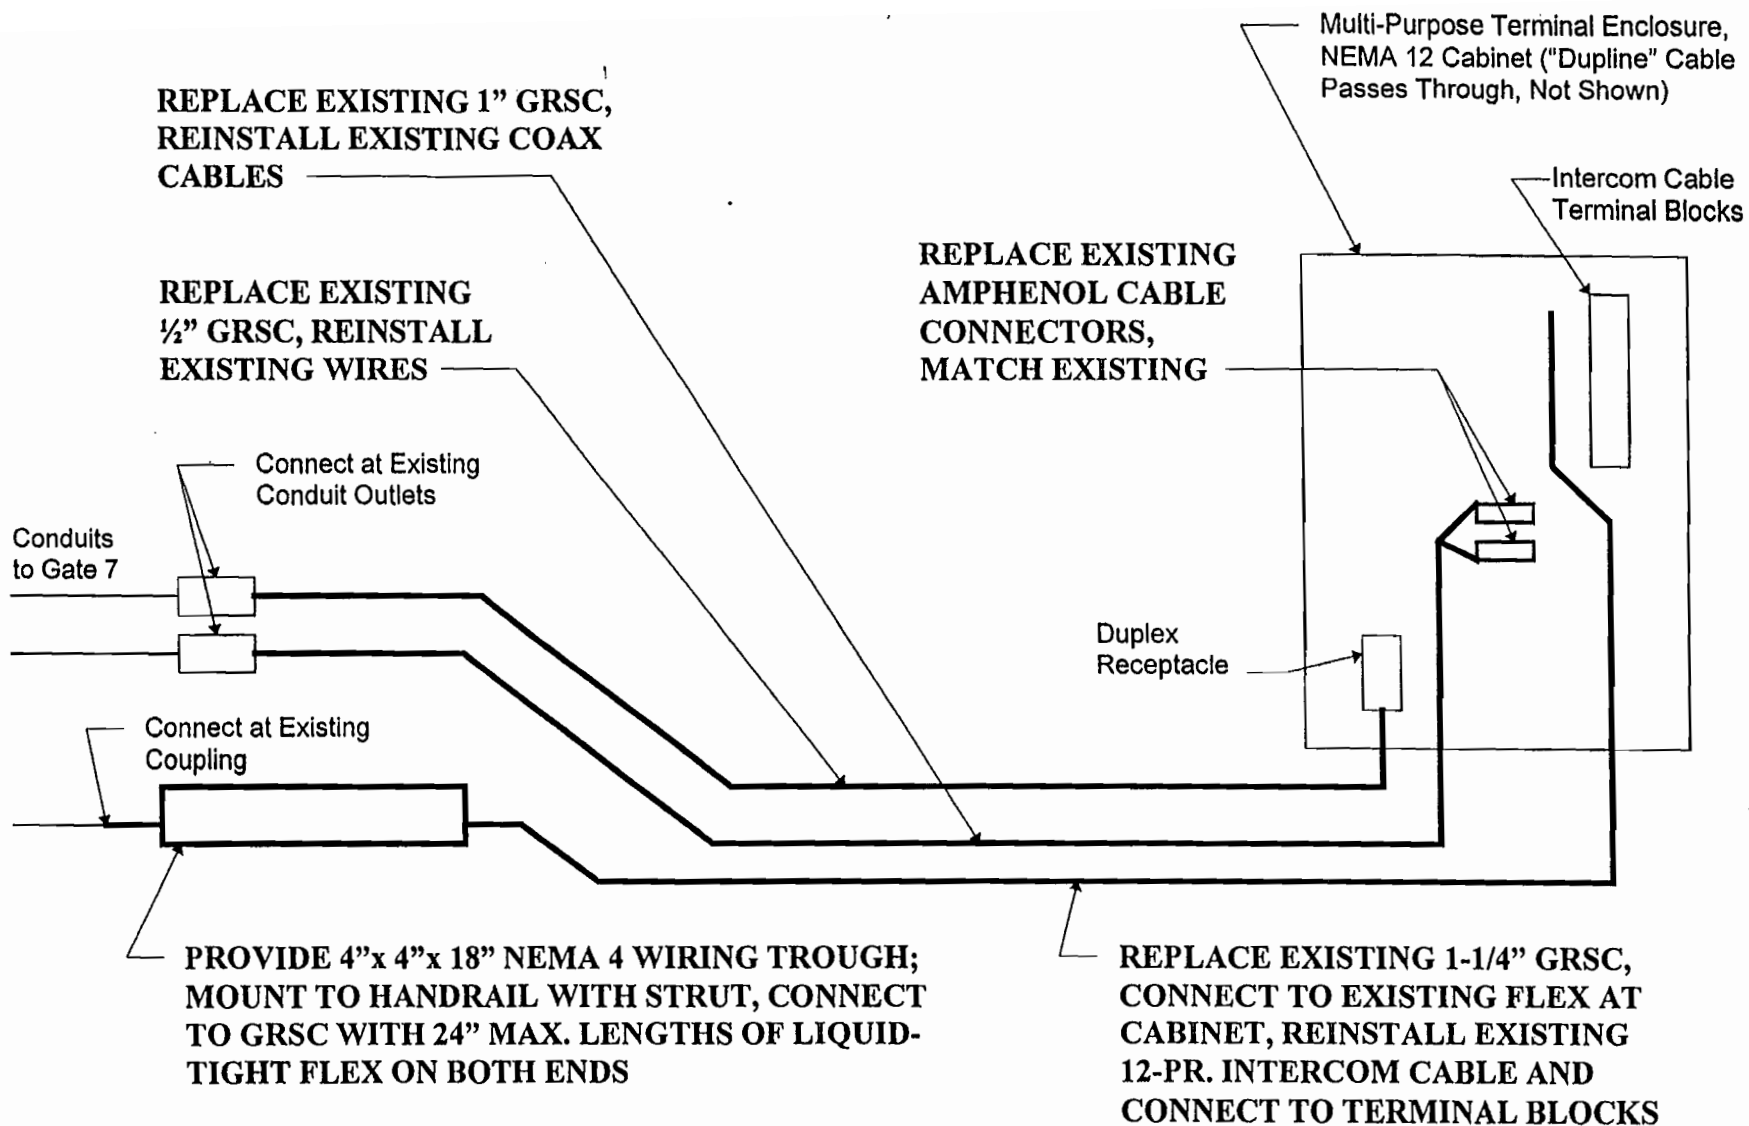 Multi-Purpose Terminal Enclosure,
NEMA 12 Cabinet ("Dupline" Cable
Passes Through, Not Shown)
REPLACE EXISTING 1” GRSC,
REINSTALL EXISTING COAX
CABLES
Intercom Cable
Terminal Blocks
REPLACE EXISTING
AMPHENOL CABLE
CONNECTORS,
MATCH EXISTING
REPLACE EXISTING
½” GRSC, REINSTALL
EXISTING WIRES
Connect at Existing
Conduit Outlets
Conduits
to Gate 7
Duplex
Receptacle
Connect at Existing
Coupling
PROVIDE 4”x 4”x 18” NEMA 4 WIRING TROUGH;
MOUNT TO HANDRAIL WITH STRUT, CONNECT
TO GRSC WITH 24” MAX. LENGTHS OF LIQUID-
TIGHT FLEX ON BOTH ENDS
REPLACE EXISTING 1-1/4” GRSC,
CONNECT TO EXISTING FLEX AT
CABINET, REINSTALL EXISTING
12-PR. INTERCOM CABLE AND
CONNECT TO TERMINAL BLOCKS